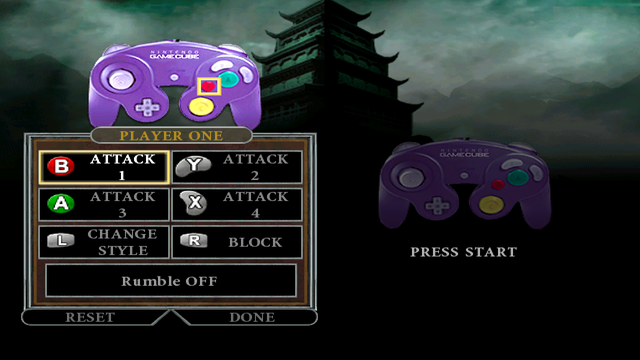 NINTENDO
GAMECUBE
PLAYER ONE
B ATTACK 1
Y ATTACK 2
A ATTACK 3
X ATTACK 4
L CHANGE STYLE
R BLOCK
Rumble OFF
RESET
DONE
NINTENDO
GAMECUBE
PRESS START